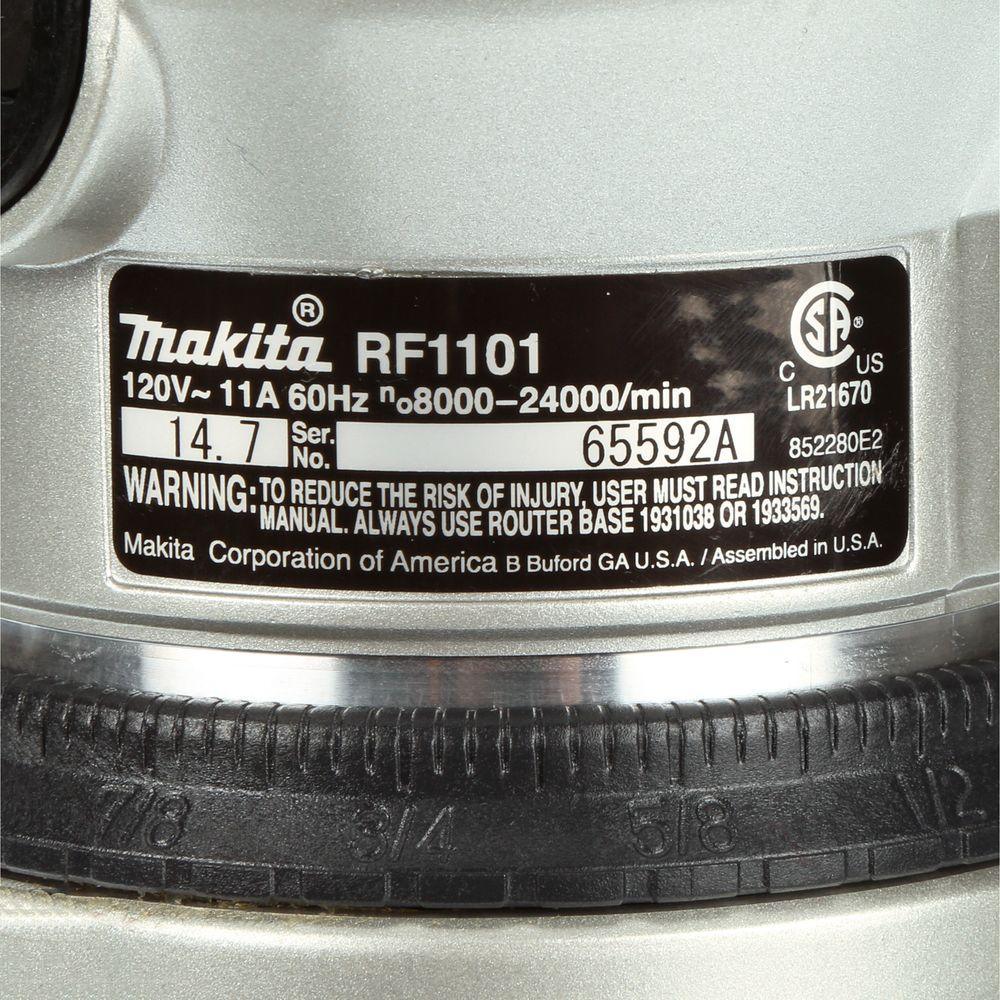 makita® RF1101
120V~ 11A 60Hz no8000–24000/min
14. 7 Ser. No. 65592A
CSA®
C US
LR21670
852280E2
WARNING: TO REDUCE THE RISK OF INJURY, USER MUST READ INSTRUCTION
MANUAL. ALWAYS USE ROUTER BASE 1931038 OR 1933569.
Makita Corporation of America B Buford GA U.S.A. / Assembled in U.S.A.
7/8 3/4 5/8 1/2